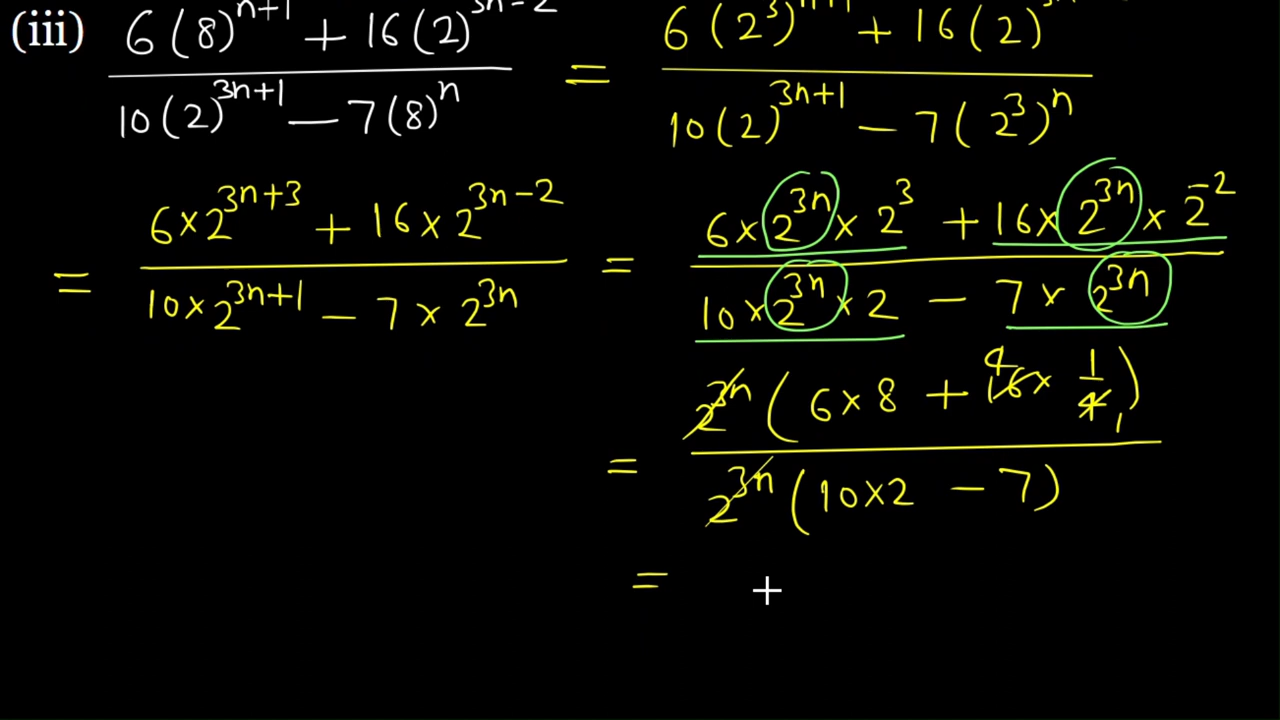 (iii) 6(8)^{n+1} + 16(2)^{3n-2} / 10(2)^{3n+1} - 7(8)^n = 6(2^3)^{n+1} + 16(2) / 10(2)^{3n+1} - 7(2^3)^n
= 6×2^{3n+3} + 16×2^{3n-2} / 10×2^{3n+1} - 7×2^{3n} = 6×2^{3n}×2^3 + 16×2^{3n}×2^{-2} / 10×2^{3n}×2 - 7×2^{3n}
= 2^{3n}(6×8 + 16× 4 1/4 1) / 2^{3n}(10×2 - 7)
=